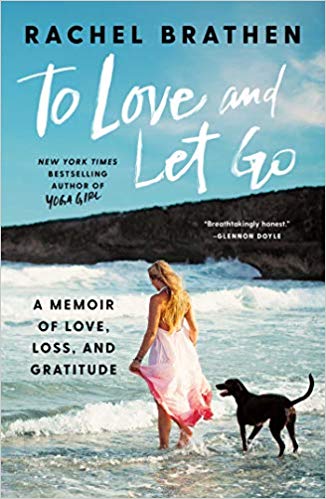 RACHEL BRATHEN
To Love and
Let Go
NEW YORK TIMES
BESTSELLING
AUTHOR OF
YOGA GIRL
"Breathtakingly honest."
–GLENNON DOYLE
A MEMOIR
OF LOVE,
LOSS, AND
GRATITUDE